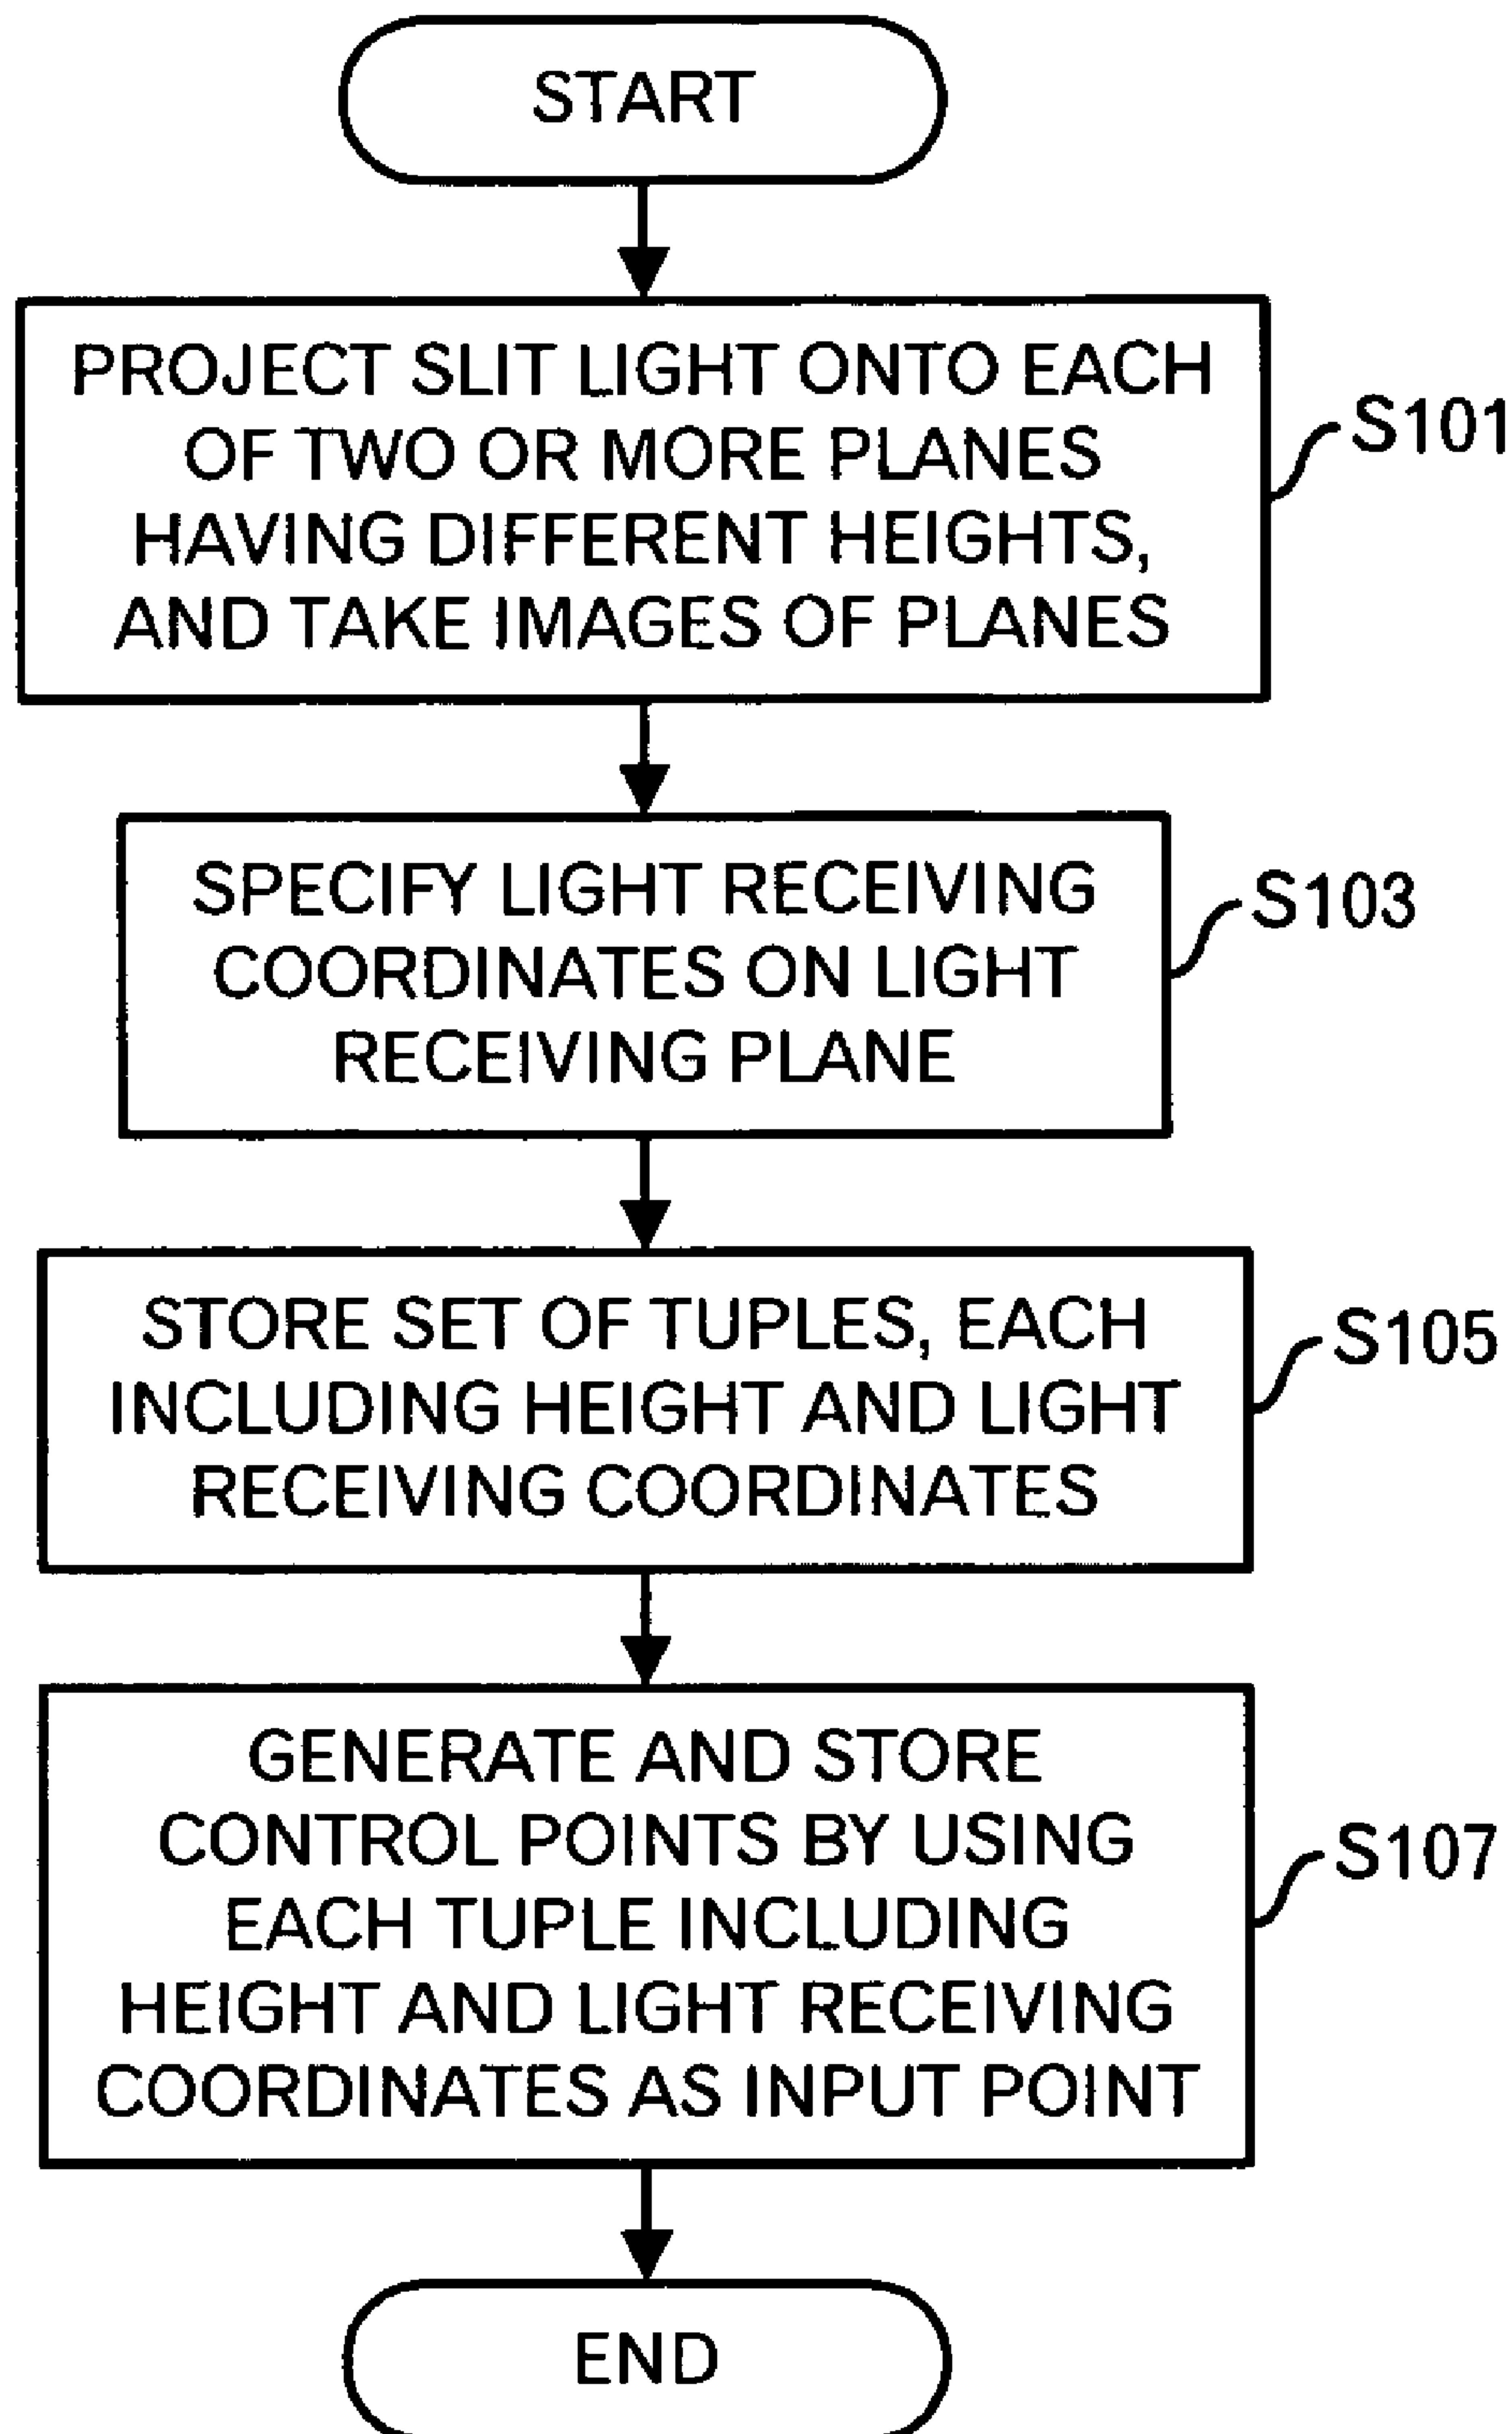 START
PROJECT SLIT LIGHT ONTO EACH
OF TWO OR MORE PLANES
HAVING DIFFERENT HEIGHTS,
AND TAKE IMAGES OF PLANES
S101
SPECIFY LIGHT RECEIVING
COORDINATES ON LIGHT
RECEIVING PLANE
S103
STORE SET OF TUPLES, EACH
INCLUDING HEIGHT AND LIGHT
RECEIVING COORDINATES
S105
GENERATE AND STORE
CONTROL POINTS BY USING
EACH TUPLE INCLUDING
HEIGHT AND LIGHT RECEIVING
COORDINATES AS INPUT POINT
S107
END